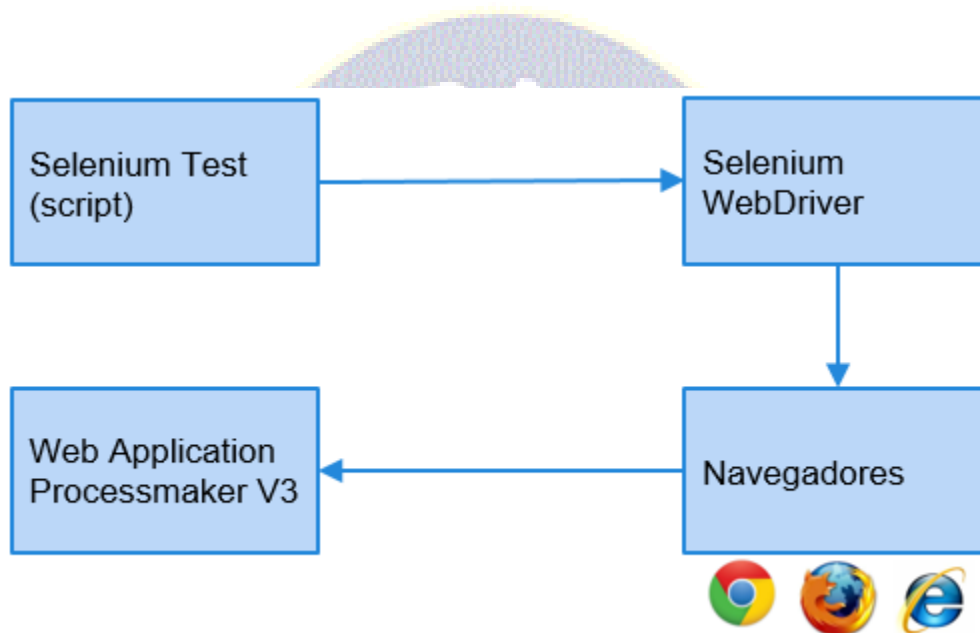 Selenium Test
(script)
Selenium
WebDriver
Web Application
Processmaker V3
Navegadores